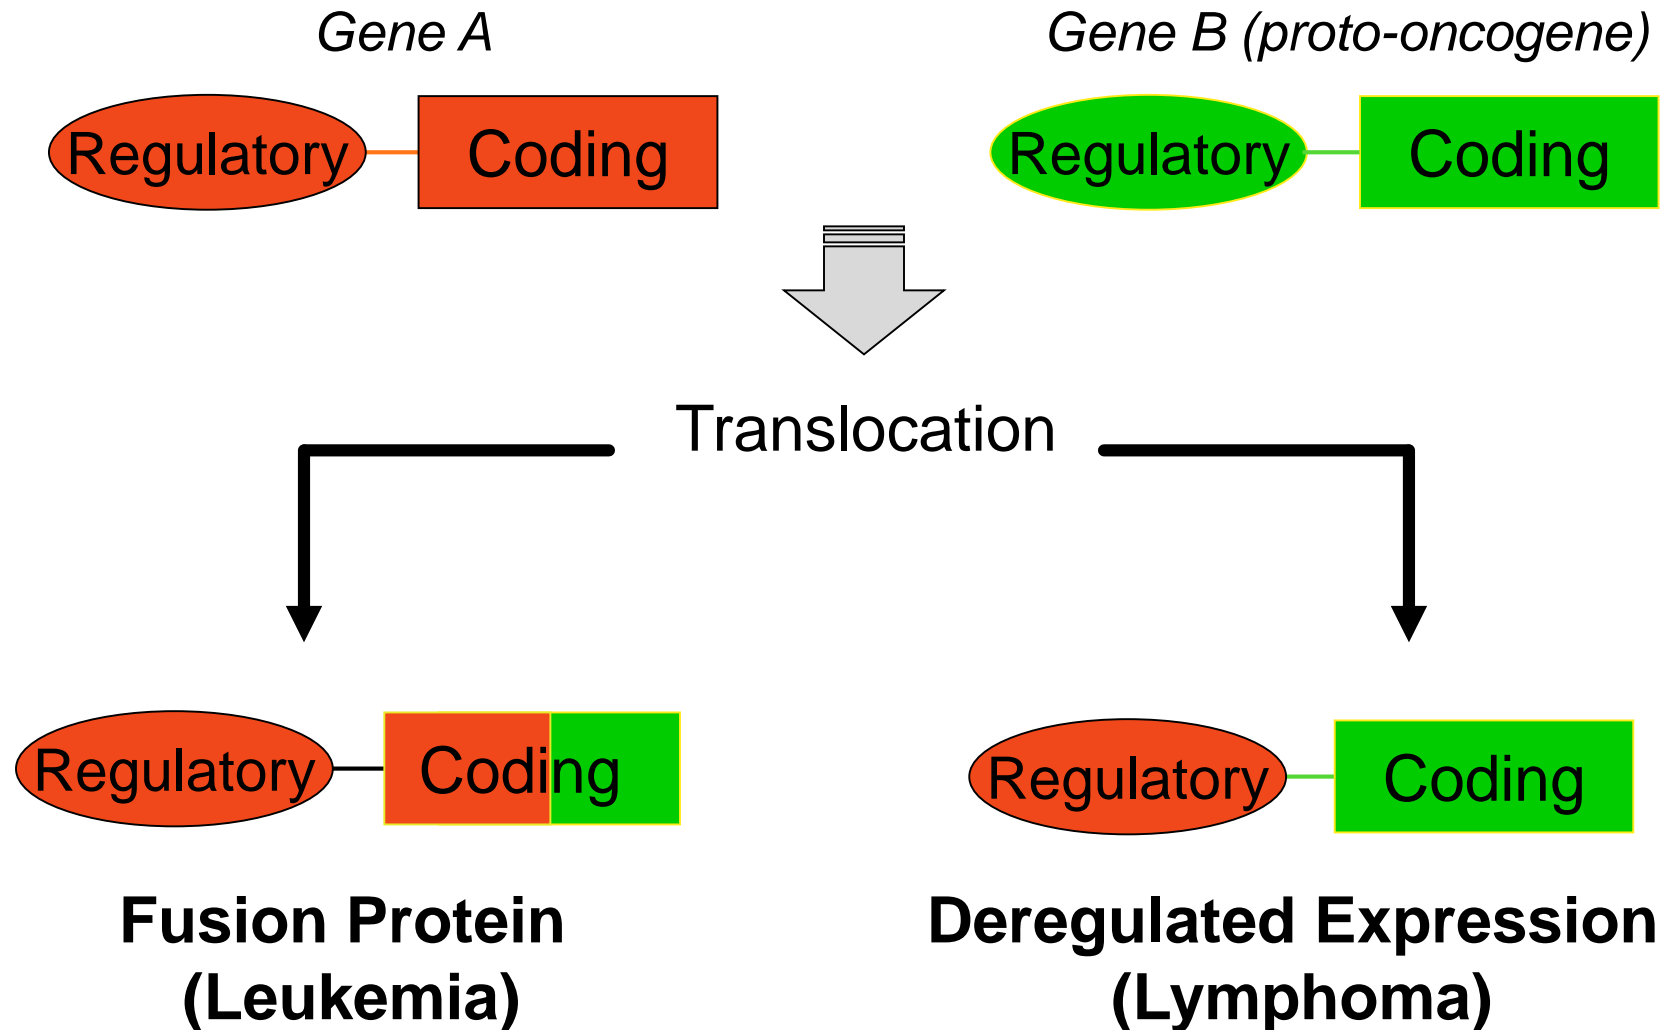 Gene A
Gene B (proto-oncogene)
Regulatory
Coding
Regulatory
Coding
Translocation
Regulatory
Coding
Regulatory
Coding
Fusion Protein
(Leukemia)
Deregulated Expression
(Lymphoma)